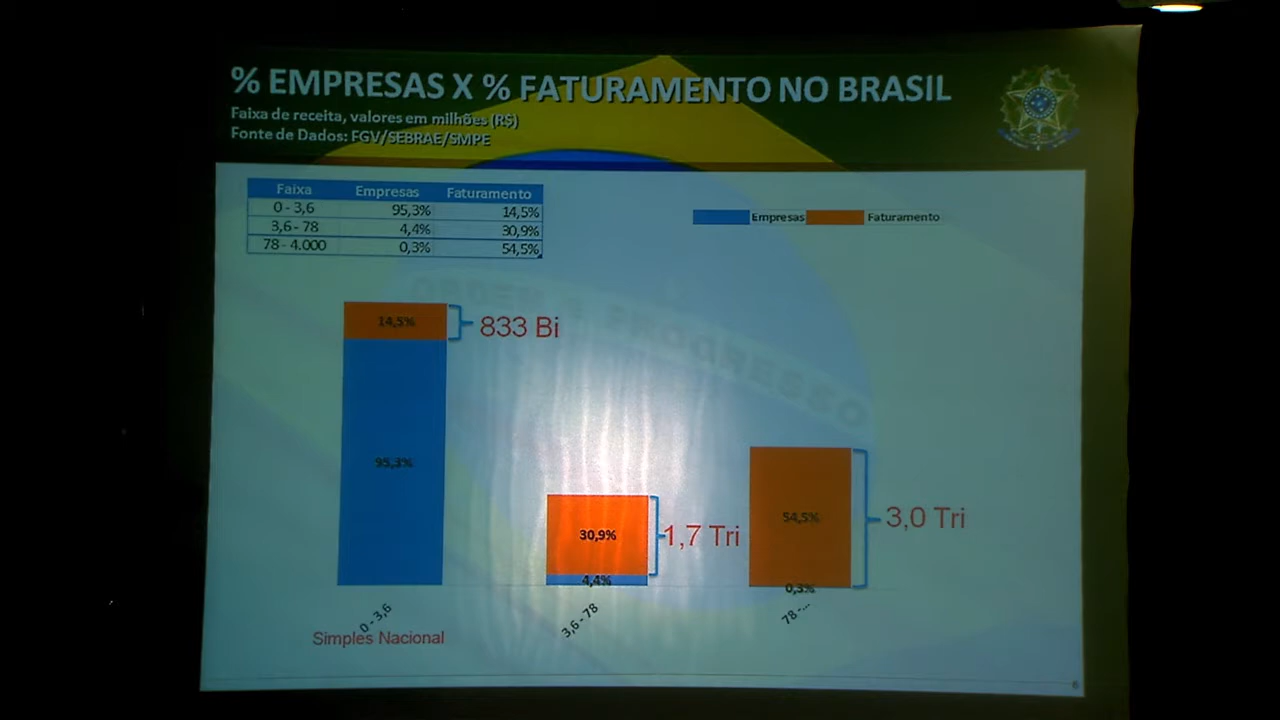 % EMPRESAS X % FATURAMENTO NO BRASIL
Faixa de receita, valores em milhões (R$)
Fonte de Dados: FGV/SEBRAE/SMPE
Faixa Empresas Faturamento
0 - 3,6 95,3% 14,5%
3,6 - 78 4,4% 30,9%
78 - 4.000 0,3% 54,5%
Empresas Faturamento
14,5%
833 Bi
95,3%
30,9%
1,7 Tri
4,4%
54,5%
3,0 Tri
0,3%
0 - 3,6
3,6 - 78
78 -...
Simples Nacional
6